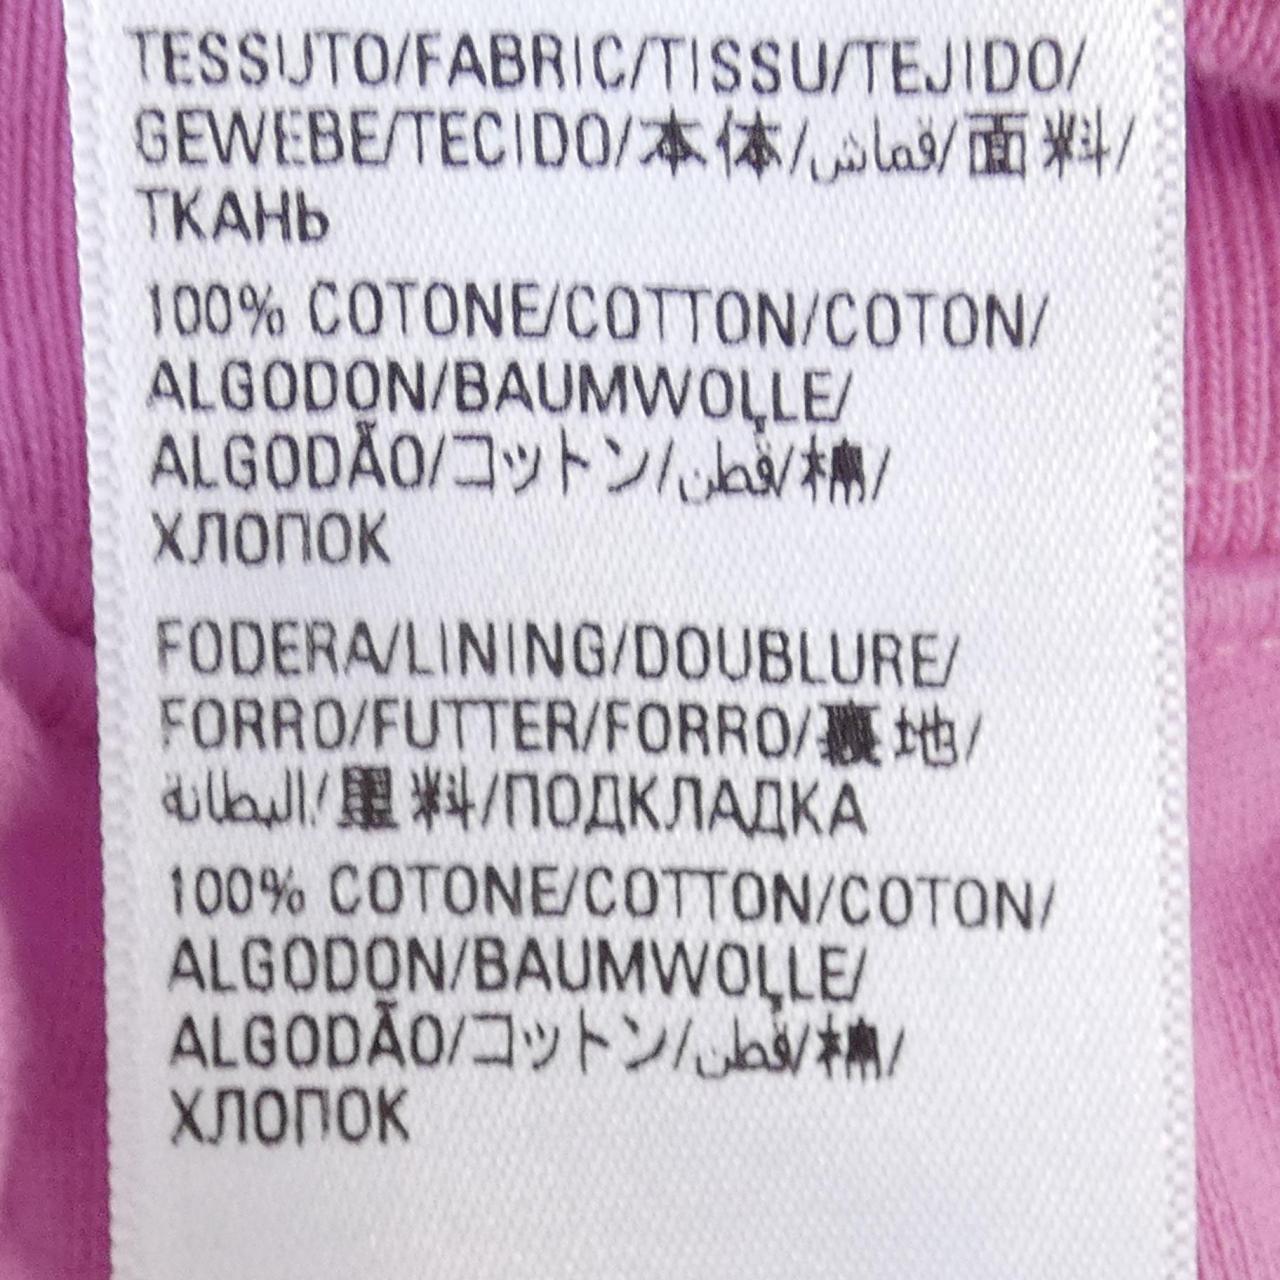 TESSUTO/FABRIC/TISSU/TEJIDO/
GEWEBE/TECIDO/本体/قماش/面料/
ТКАНЬ
100% COTONE/COTTON/COTON/
ALGODON/BAUMWOLLE/
ALGODÃO/コットン/قطن/棉/
ХЛОПОК
FODERA/LINING/DOUBLURE/
FORRO/FUTTER/FORRO/裏地/
البطانة/里料/ПОДКЛАДКА
100% COTONE/COTTON/COTON/
ALGODON/BAUMWOLLE/
ALGODÃO/コットン/قطن/棉/
ХЛОПОК